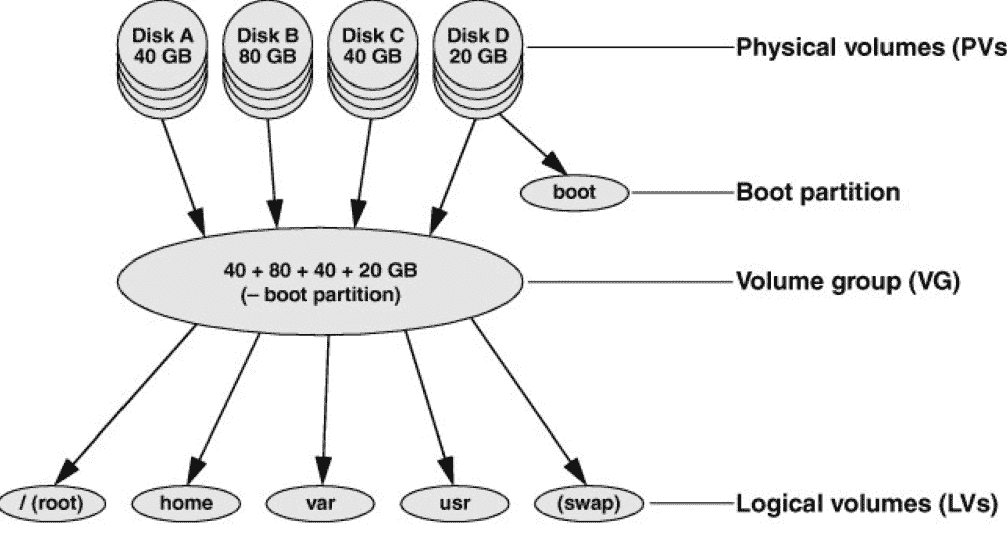 Disk A
40 GB
Disk B
80 GB
Disk C
40 GB
Disk D
20 GB
Physical volumes (PVs
boot
Boot partition
40 + 80 + 40 + 20 GB
(– boot partition)
Volume group (VG)
/ (root)
home
var
usr
(swap)
Logical volumes (LVs)